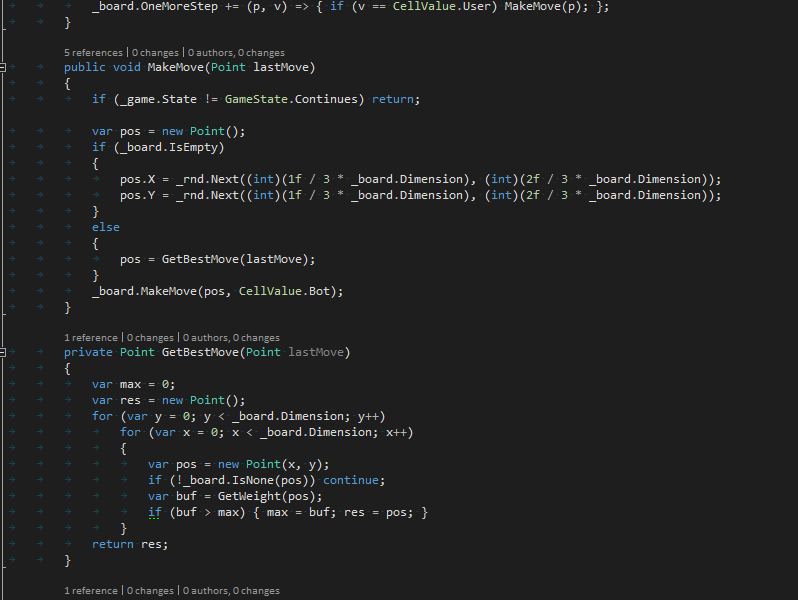 _board.OneMoreStep += (p, v) => { if (v == CellValue.User) MakeMove(p); };
}
5 references | 0 changes | 0 authors, 0 changes
public void MakeMove(Point lastMove)
{
if (_game.State != GameState.Continues) return;
var pos = new Point();
if (_board.IsEmpty)
{
pos.X = _rnd.Next((int)(1f / 3 * _board.Dimension), (int)(2f / 3 * _board.Dimension));
pos.Y = _rnd.Next((int)(1f / 3 * _board.Dimension), (int)(2f / 3 * _board.Dimension));
}
else
{
pos = GetBestMove(lastMove);
}
_board.MakeMove(pos, CellValue.Bot);
}
1 reference | 0 changes | 0 authors, 0 changes
private Point GetBestMove(Point lastMove)
{
var max = 0;
var res = new Point();
for (var y = 0; y < _board.Dimension; y++)
for (var x = 0; x < _board.Dimension; x++)
{
var pos = new Point(x, y);
if (!_board.IsNone(pos)) continue;
var buf = GetWeight(pos);
if (buf > max) { max = buf; res = pos; }
}
return res;
}
1 reference | 0 changes | 0 authors, 0 changes